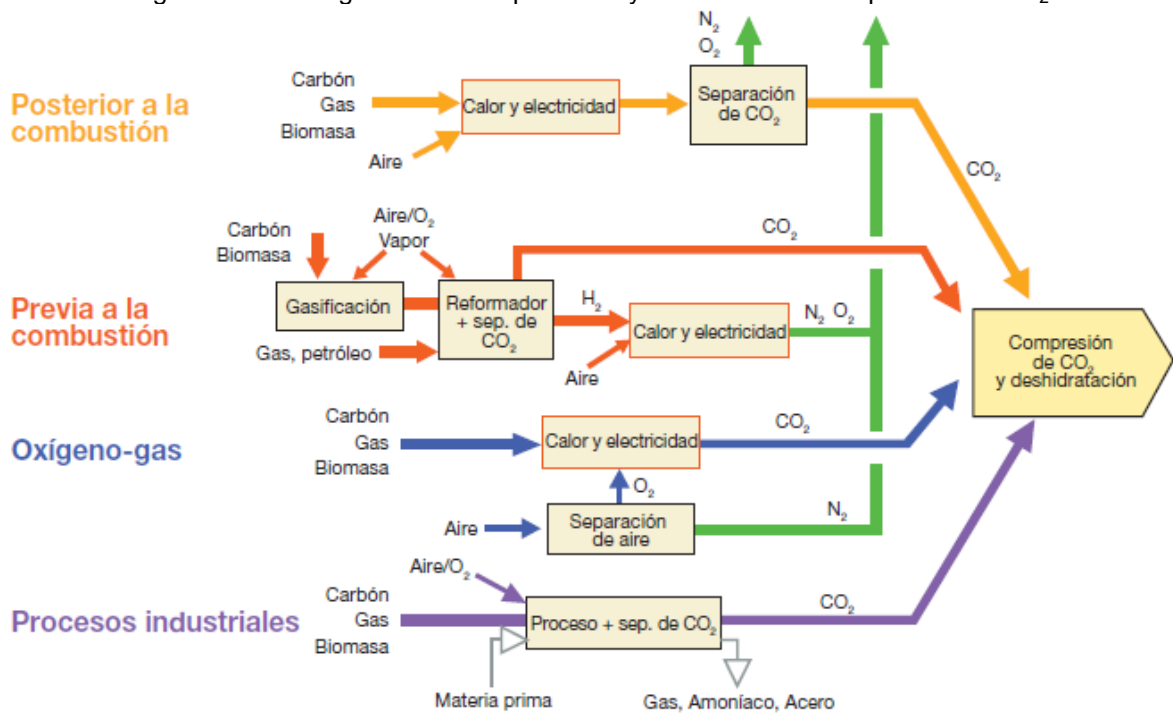 N₂
O₂
Posterior a la
combustión
Carbón
Gas
Biomasa
Aire
Calor y electricidad
Separación
de CO₂
CO₂
Previa a la
combustión
Carbón
Biomasa
Aire/O₂
Vapor
Gasificación
Gas, petróleo
Reformador
+ sep. de
CO₂
H₂
Aire
Calor y electricidad
N₂ O₂
CO₂
Compresión
de CO₂
y deshidratación
Oxígeno-gas
Carbón
Gas
Biomasa
Calor y electricidad
CO₂
O₂
Aire
Separación
de aire
N₂
Procesos industriales
Aire/O₂
Carbón
Gas
Biomasa
Proceso + sep. de CO₂
CO₂
Materia prima
Gas, Amoníaco, Acero